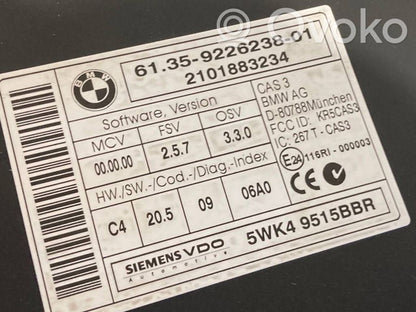 Ovoko
BMW
61.35-9226238-01
2101883234
Software, Version
MCV FSV OSV
00.00.00 2.5.7 3.3.0
HW./SW.-/Cod.-/Diag.-Index
C4 20.5 09 06A0
CAS 3
BMW AG
D-80788München
FCC ID: KR5CAS3
IC: 267T-CAS3
E24 116RI-000003
CE
SIEMENS VDO
Automotive
5WK4 9515BBR